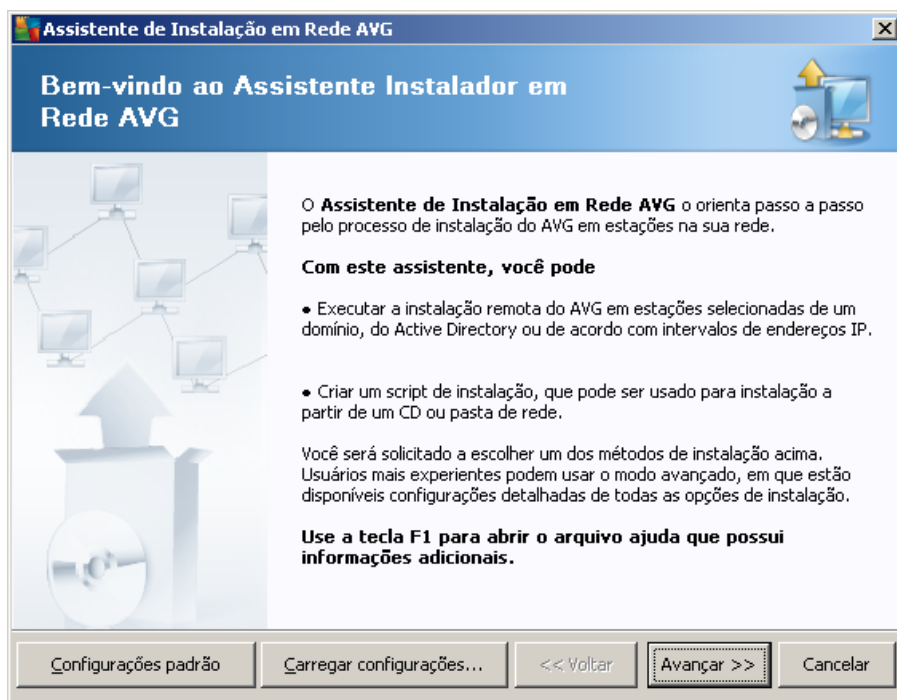 Assistente de Instalação em Rede AVG
Bem-vindo ao Assistente Instalador em
Rede AVG
O Assistente de Instalação em Rede AVG o orienta passo a passo
pelo processo de instalação do AVG em estações na sua rede.
Com este assistente, você pode
• Executar a instalação remota do AVG em estações selecionadas de um
domínio, do Active Directory ou de acordo com intervalos de endereços IP.
• Criar um script de instalação, que pode ser usado para instalação a
partir de um CD ou pasta de rede.
Você será solicitado a escolher um dos métodos de instalação acima.
Usuários mais experientes podem usar o modo avançado, em que estão
disponíveis configurações detalhadas de todas as opções de instalação.
Use a tecla F1 para abrir o arquivo ajuda que possui
informações adicionais.
Configurações padrão
Carregar configurações...
<< Voltar
Avançar >>
Cancelar